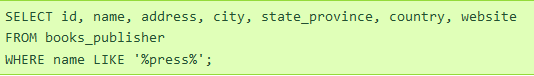 SELECT id, name, address, city, state_province, country, website
FROM books_publisher
WHERE name LIKE '%press%';